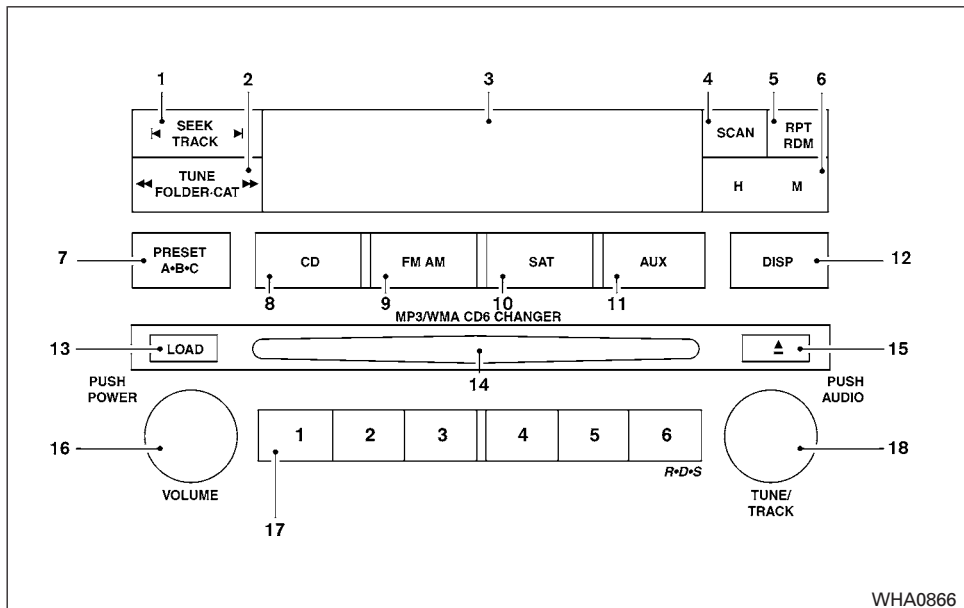 1 2 3 4 5 6
SEEK
TRACK
SCAN
RPT
RDM
TUNE
FOLDER·CAT
H M
7
PRESET
A•B•C
CD
FM AM
SAT
AUX
DISP
12
8 9 10 11
MP3/WMA CD6 CHANGER
13
LOAD
15
14
PUSH
POWER
PUSH
AUDIO
16
1 2 3 4 5 6
18
R•D•S
VOLUME
17
TUNE/
TRACK
WHA0866